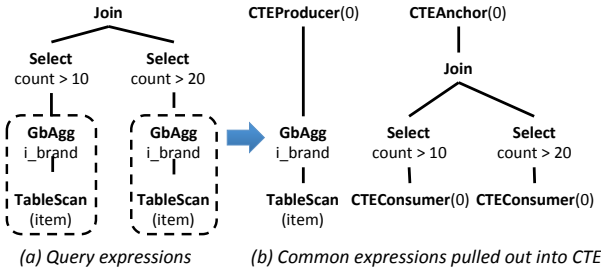 Join
Select
count > 10
Select
count > 20
GbAgg
i_brand
GbAgg
i_brand
TableScan
(item)
TableScan
(item)
(a) Query expressions
CTEProducer(0)
CTEAnchor(0)
Join
GbAgg
i_brand
Select
count > 10
Select
count > 20
TableScan
(item)
CTEConsumer(0)
CTEConsumer(0)
(b) Common expressions pulled out into CTE